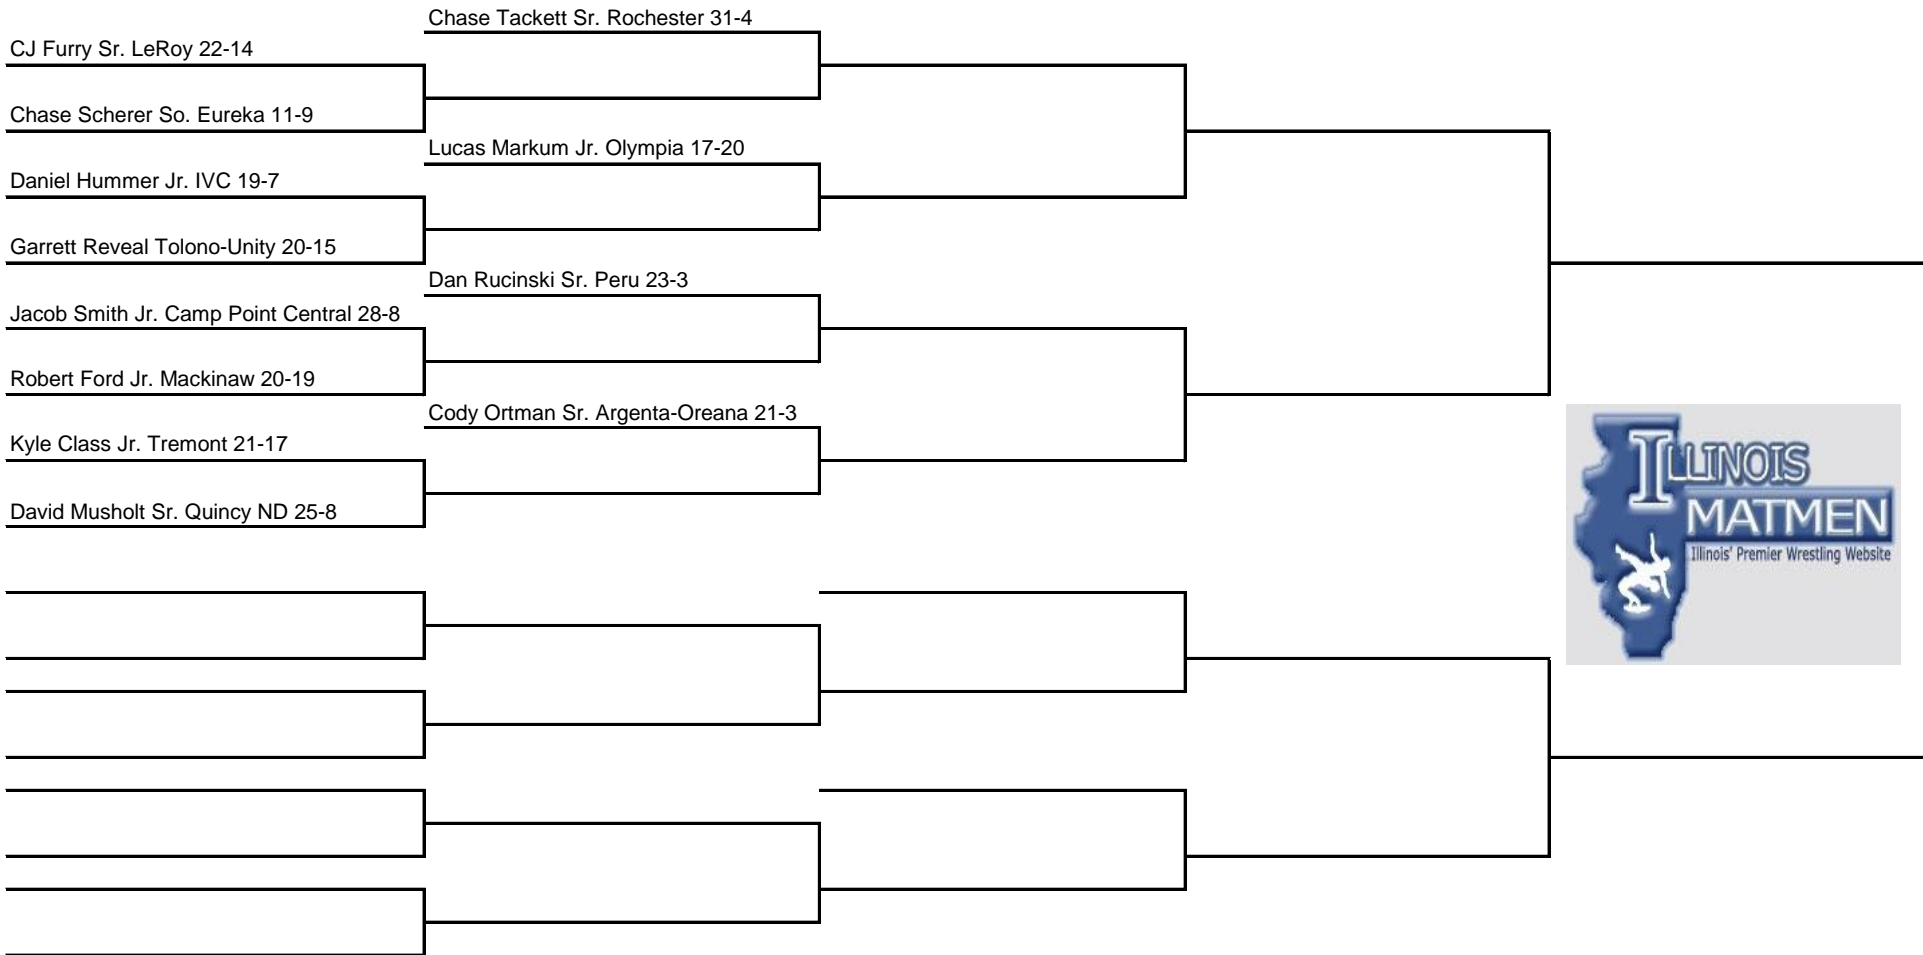 Chase Tackett Sr. Rochester 31-4
CJ Furry Sr. LeRoy 22-14
Chase Scherer So. Eureka 11-9
Lucas Markum Jr. Olympia 17-20
Daniel Hummer Jr. IVC 19-7
Garrett Reveal Tolono-Unity 20-15
Dan Rucinski Sr. Peru 23-3
Jacob Smith Jr. Camp Point Central 28-8
Robert Ford Jr. Mackinaw 20-19
Cody Ortman Sr. Argenta-Oreana 21-3
Kyle Class Jr. Tremont 21-17
David Musholt Sr. Quincy ND 25-8
ILLINOIS
MATMEN
Illinois' Premier Wrestling Website